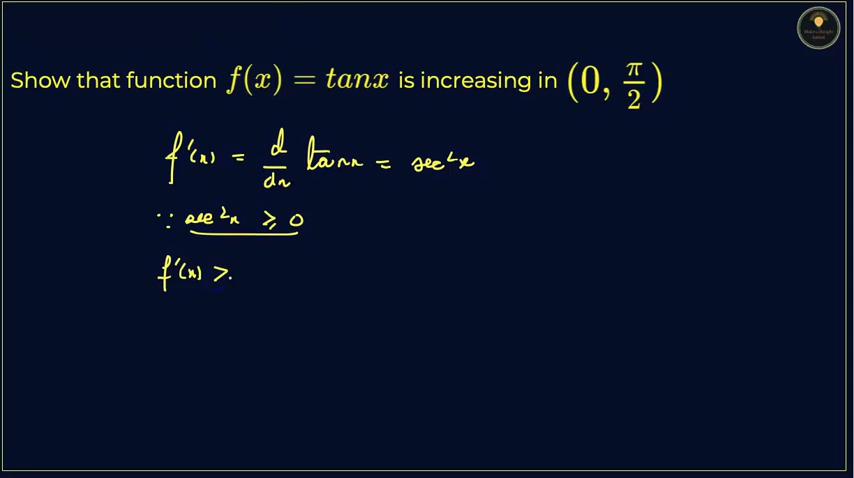 Show that function f(x) = tanx is increasing in (0, π/2)
f'(x) = d/dx tanx = sec²x
∵ sec²x ⩾ 0
f'(x) >